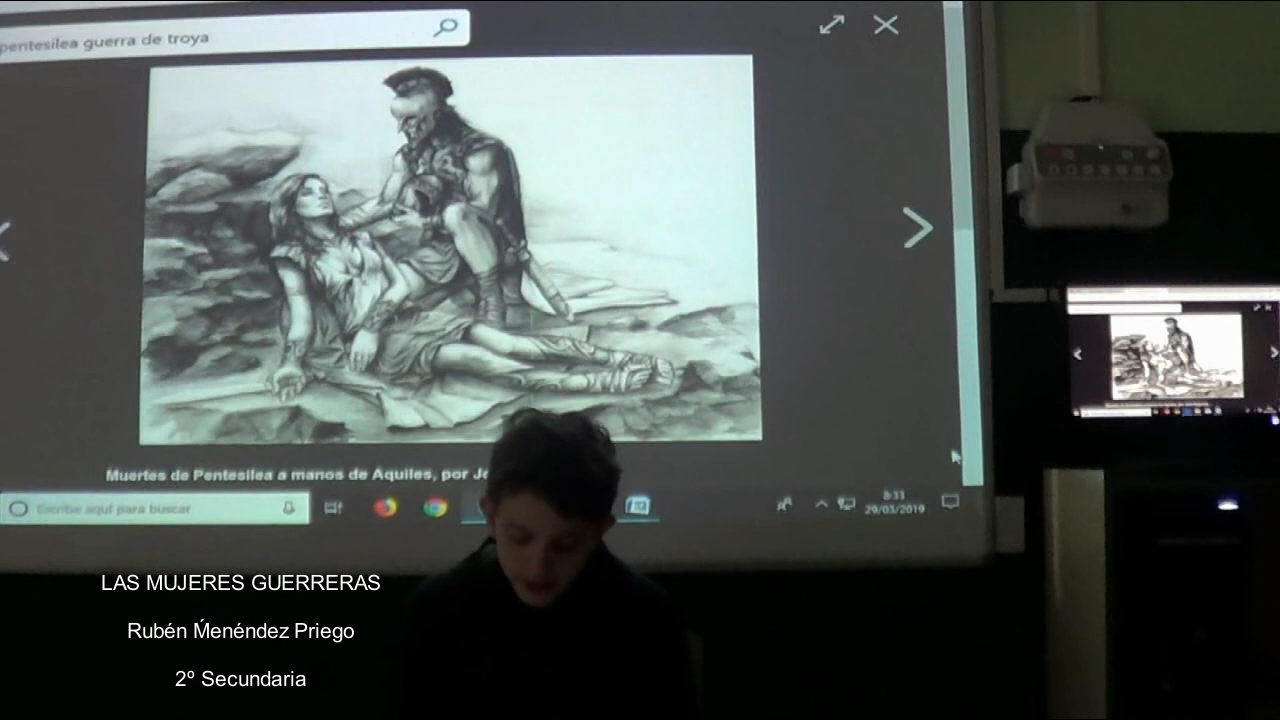 pentesilea guerra de troya
Muertes de Pentesilea a manos de Aquiles, por
Escribe aquí para buscar
8:33
29/03/2019
LAS MUJERES GUERRERAS
Rubén Ḿenéndez Priego
2º Secundaria